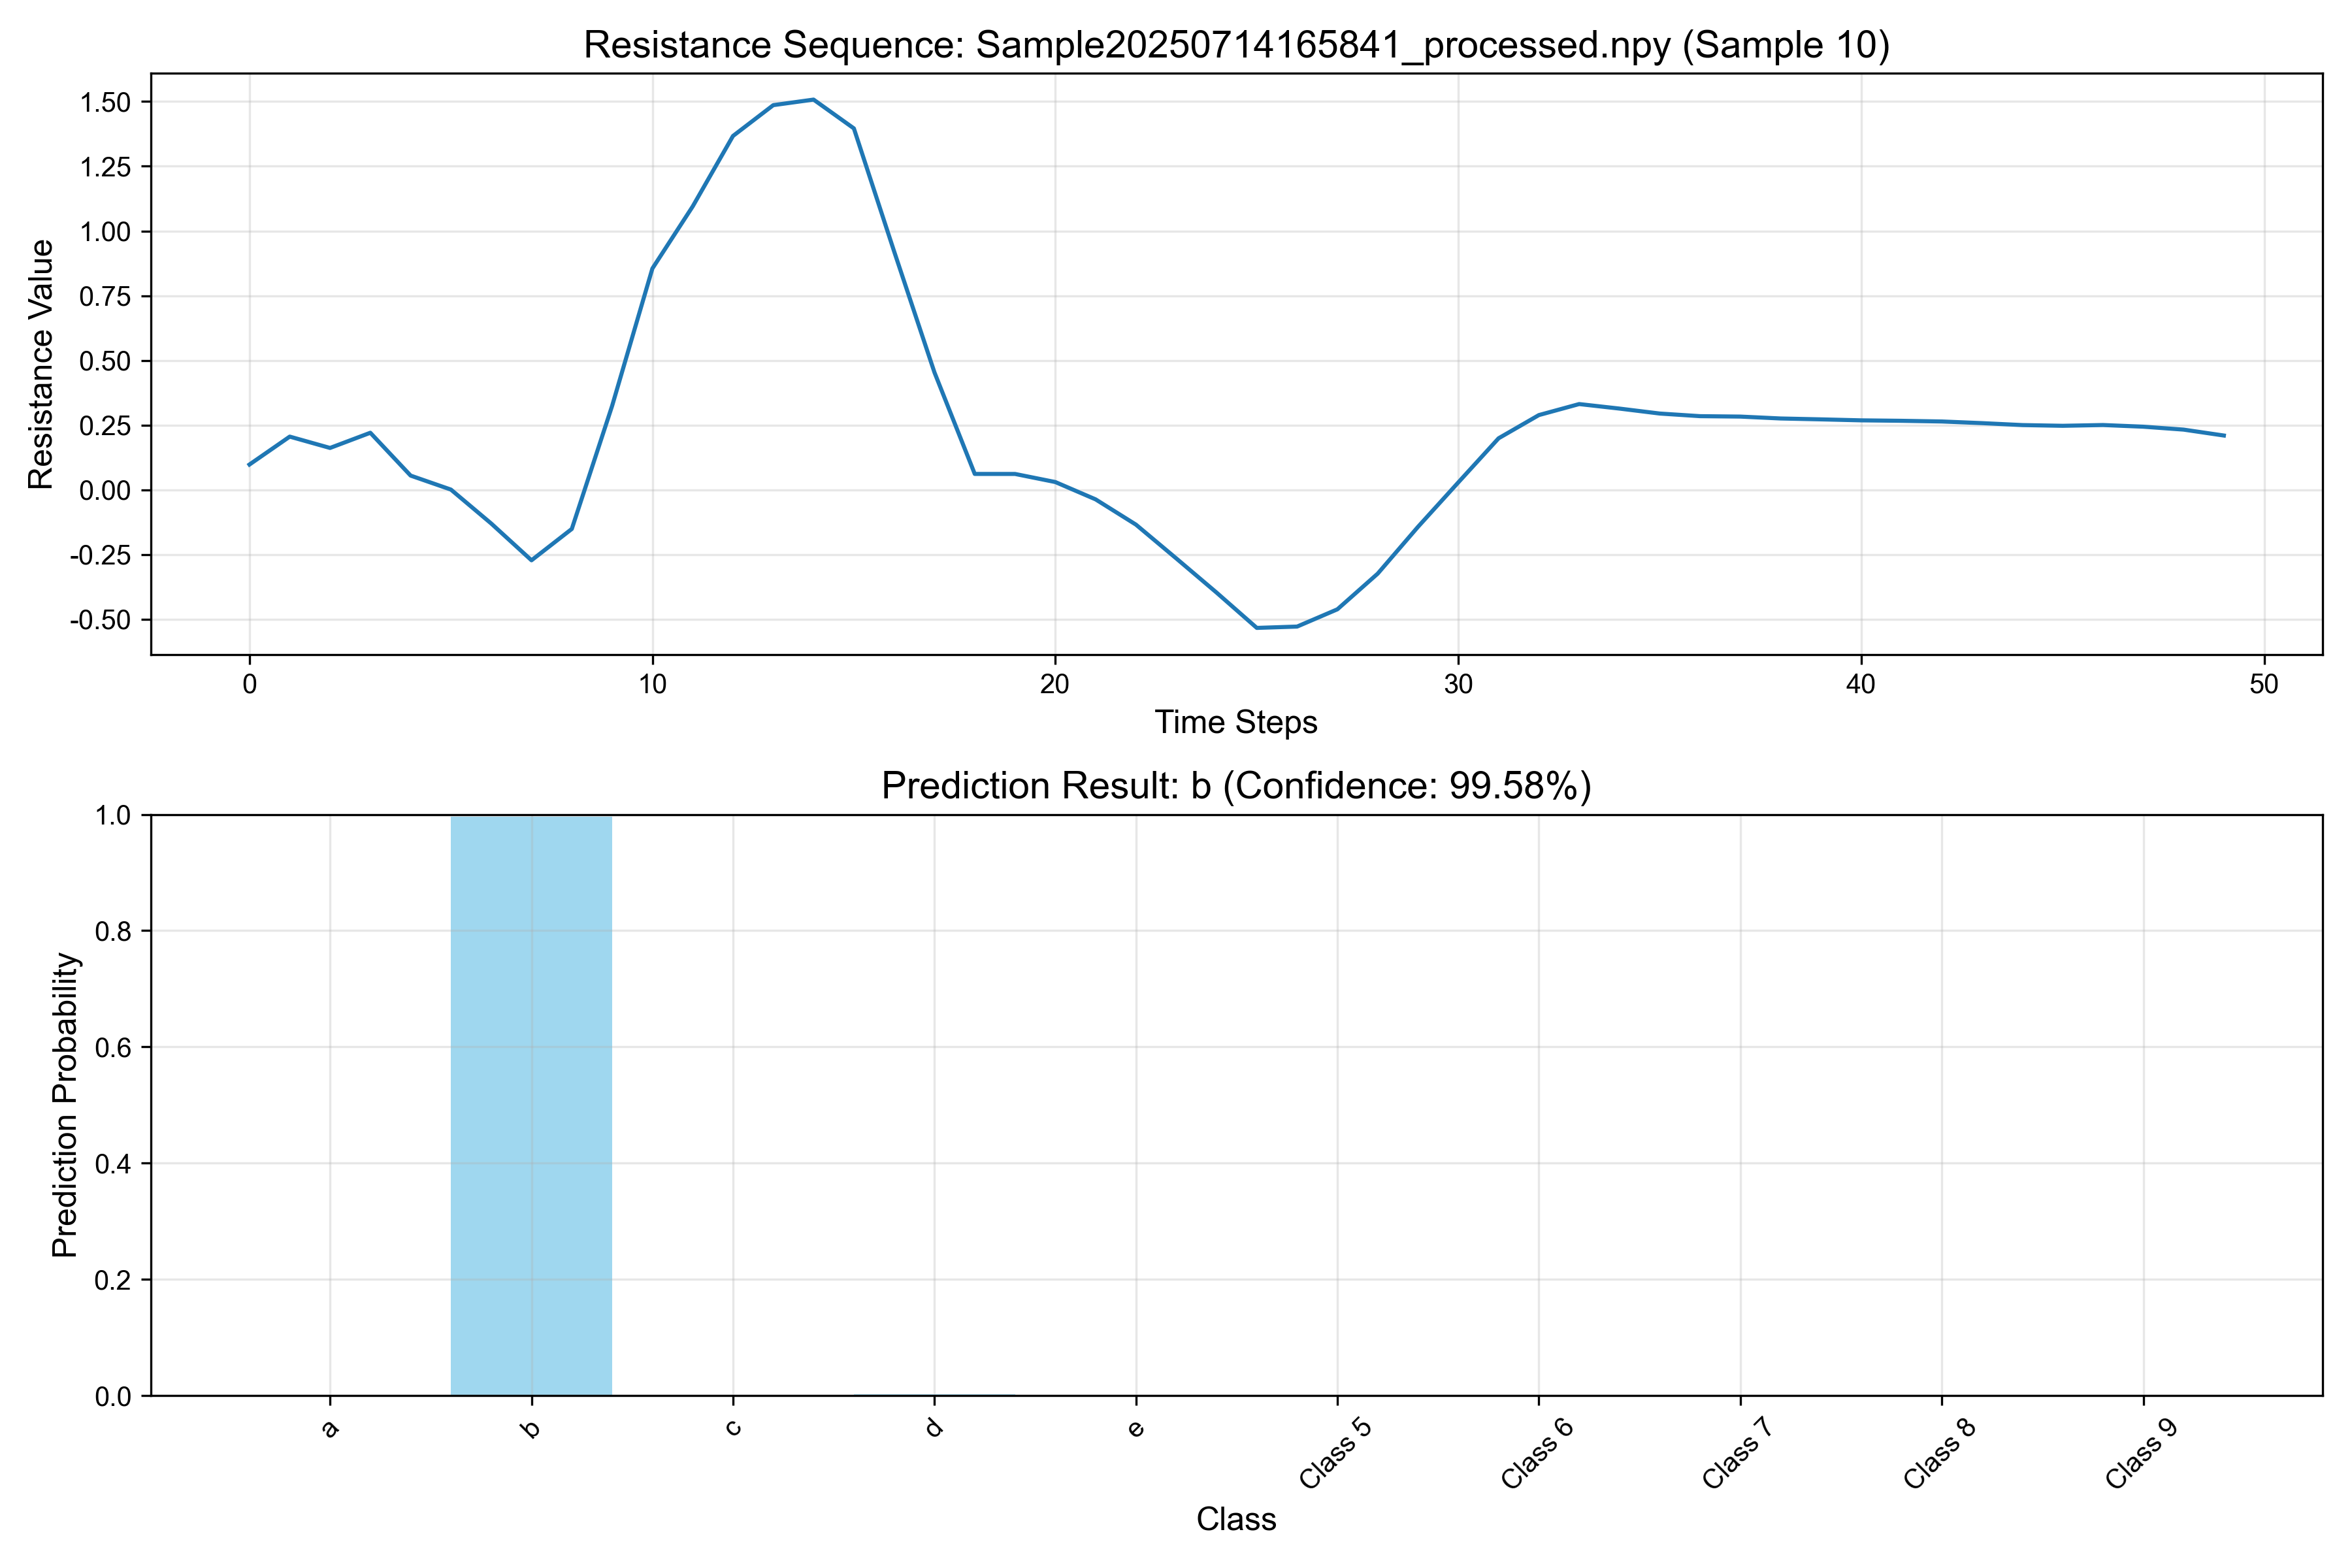 Resistance Sequence: Sample20250714165841_processed.npy (Sample 10)
Resistance Value
1.50
1.25
1.00
0.75
0.50
0.25
0.00
-0.25
-0.50
0 10 20 30 40 50
Time Steps
Prediction Result: b (Confidence: 99.58%)
Prediction Probability
1.0
0.8
0.6
0.4
0.2
0.0
a b c d e Class 5 Class 6 Class 7 Class 8 Class 9
Class